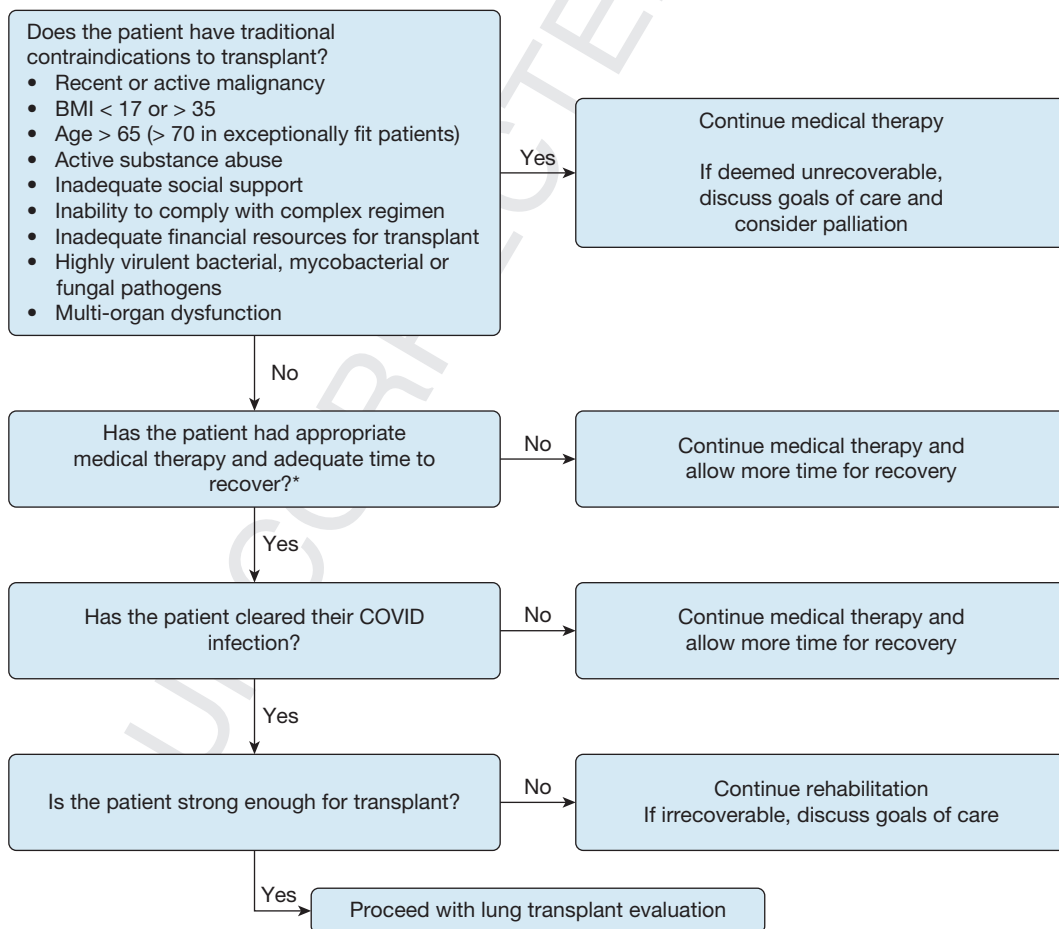 Does the patient have traditional
contraindications to transplant?
• Recent or active malignancy
• BMI < 17 or > 35
• Age > 65 (> 70 in exceptionally fit patients)
• Active substance abuse
• Inadequate social support
• Inability to comply with complex regimen
• Inadequate financial resources for transplant
• Highly virulent bacterial, mycobacterial or
fungal pathogens
• Multi-organ dysfunction
Yes
Continue medical therapy
If deemed unrecoverable,
discuss goals of care and
consider palliation
No
Has the patient had appropriate
medical therapy and adequate time to
recover?*
No
Continue medical therapy and
allow more time for recovery
Yes
Has the patient cleared their COVID
infection?
No
Continue medical therapy and
allow more time for recovery
Yes
Is the patient strong enough for transplant?
No
Continue rehabilitation
If irrecoverable, discuss goals of care
Yes
Proceed with lung transplant evaluation